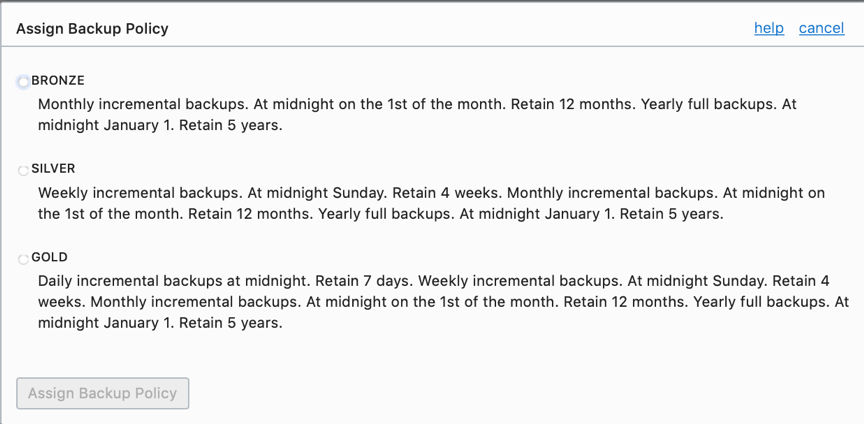 Assign Backup Policy
help cancel
BRONZE
Monthly incremental backups. At midnight on the 1st of the month. Retain 12 months. Yearly full backups. At
midnight January 1. Retain 5 years.
SILVER
Weekly incremental backups. At midnight Sunday. Retain 4 weeks. Monthly incremental backups. At midnight on
the 1st of the month. Retain 12 months. Yearly full backups. At midnight January 1. Retain 5 years.
GOLD
Daily incremental backups at midnight. Retain 7 days. Weekly incremental backups. At midnight Sunday. Retain 4
weeks. Monthly incremental backups. At midnight on the 1st of the month. Retain 12 months. Yearly full backups. At
midnight January 1. Retain 5 years.
Assign Backup Policy